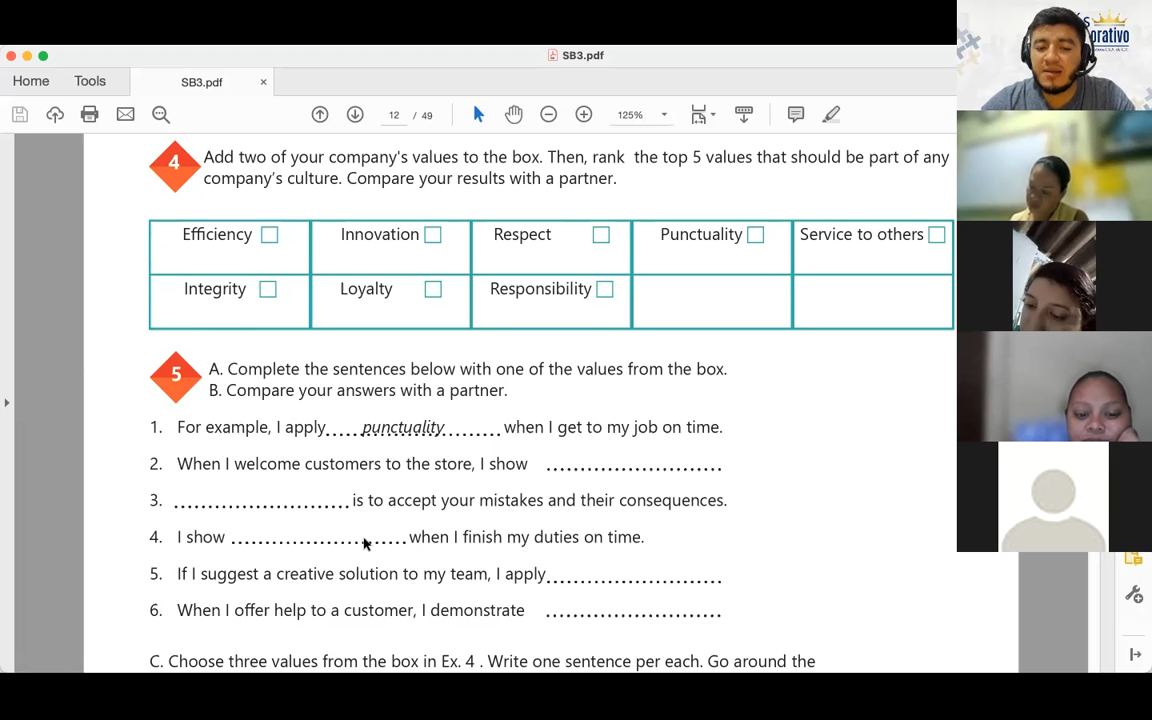 SB3.pdf
Home Tools SB3.pdf ×
12 / 49 125%
4 Add two of your company's values to the box. Then, rank the top 5 values that should be part of any
company's culture. Compare your results with a partner.
Efficiency Innovation Respect Punctuality Service to others
Integrity Loyalty Responsibility
5 A. Complete the sentences below with one of the values from the box.
B. Compare your answers with a partner.
1. For example, I apply.....punctuality.........when I get to my job on time.
2. When I welcome customers to the store, I show ..........................
3. ..........................is to accept your mistakes and their consequences.
4. I show ..........................when I finish my duties on time.
5. If I suggest a creative solution to my team, I apply..........................
6. When I offer help to a customer, I demonstrate ..........................
C. Choose three values from the box in Ex. 4 . Write one sentence per each. Go around the